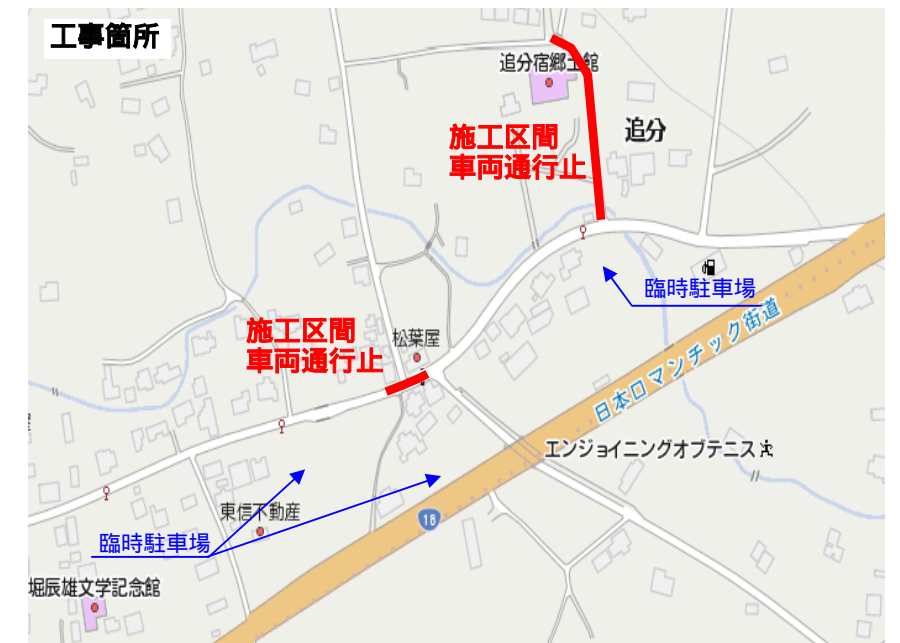 工事箇所
追分宿郷土館
追分
施工区間
車両通行止
臨時駐車場
施工区間
車両通行止
松葉屋
日本ロマンチック街道
エンジョイニングオブテニス
18
東信不動産
臨時駐車場
堀辰雄文学記念館